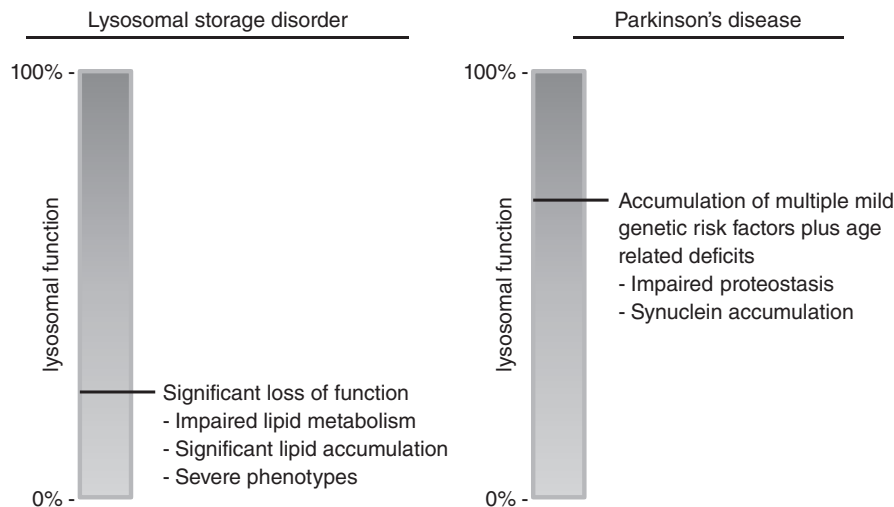 Lysosomal storage disorder
100% -
lysosomal function
Significant loss of function
- Impaired lipid metabolism
- Significant lipid accumulation
- Severe phenotypes
0% -
Parkinson’s disease
100% -
lysosomal function
Accumulation of multiple mild
genetic risk factors plus age
related deficits
- Impaired proteostasis
- Synuclein accumulation
0% -